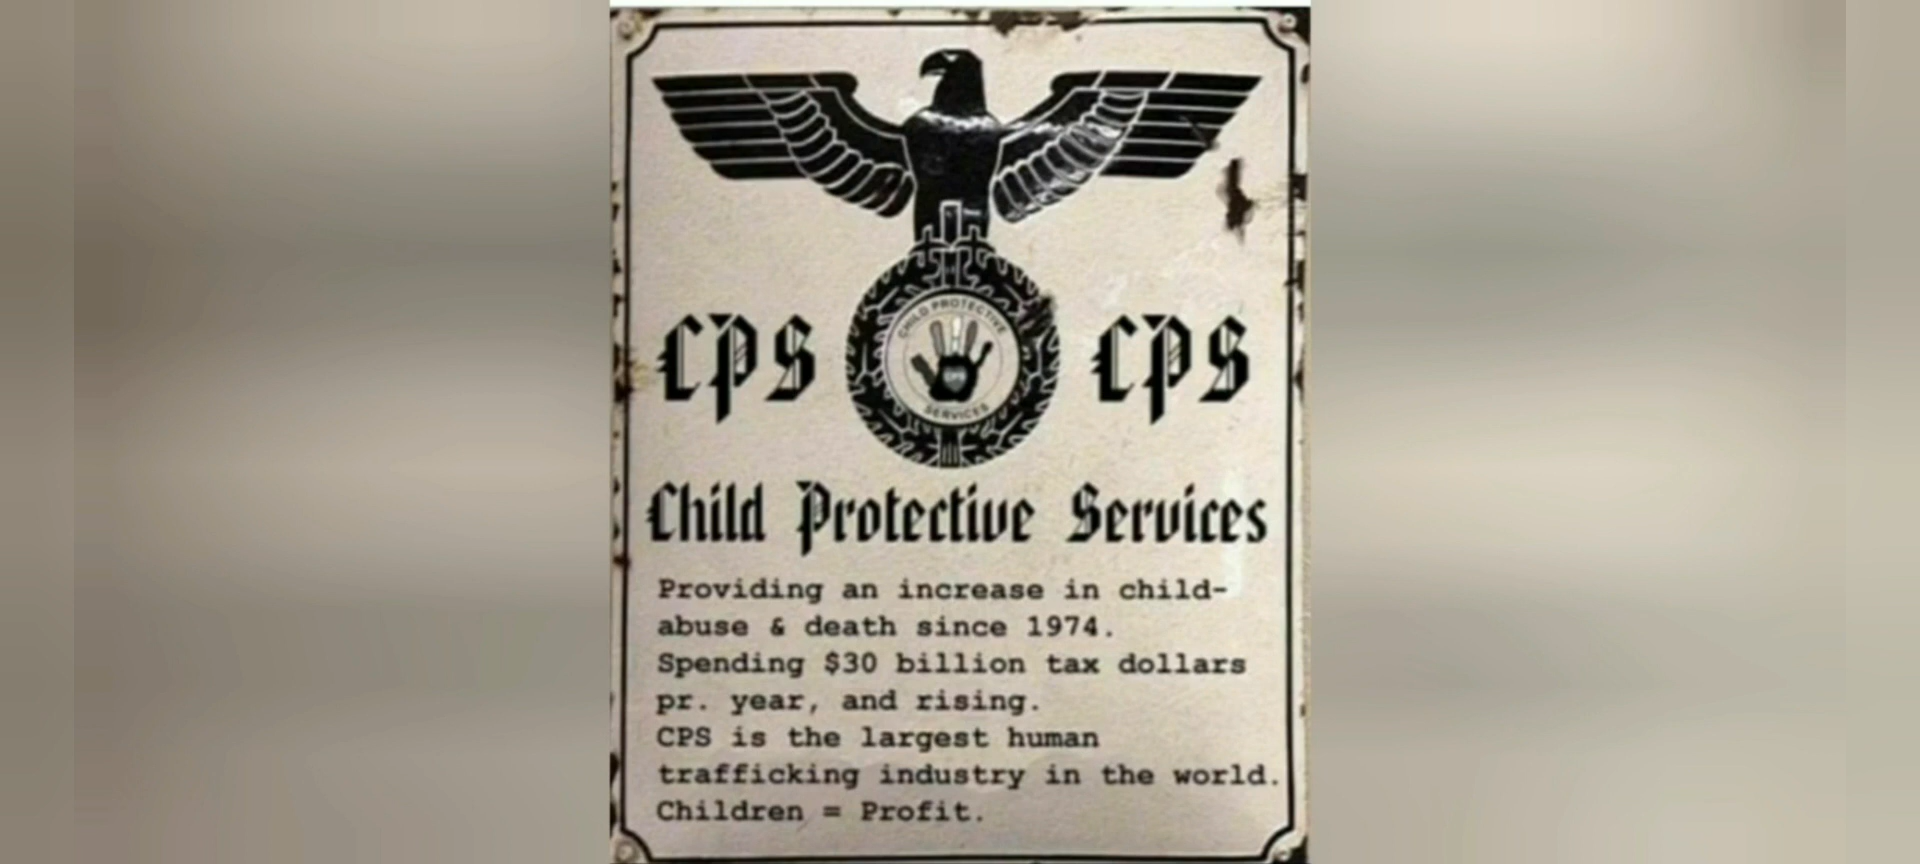 CPS CPS
CHILD PROTECTIVE
SERVICES
Child Protective Services
Providing an increase in child-
abuse & death since 1974.
Spending $30 billion tax dollars
pr. year, and rising.
CPS is the largest human
trafficking industry in the world.
Children = Profit.